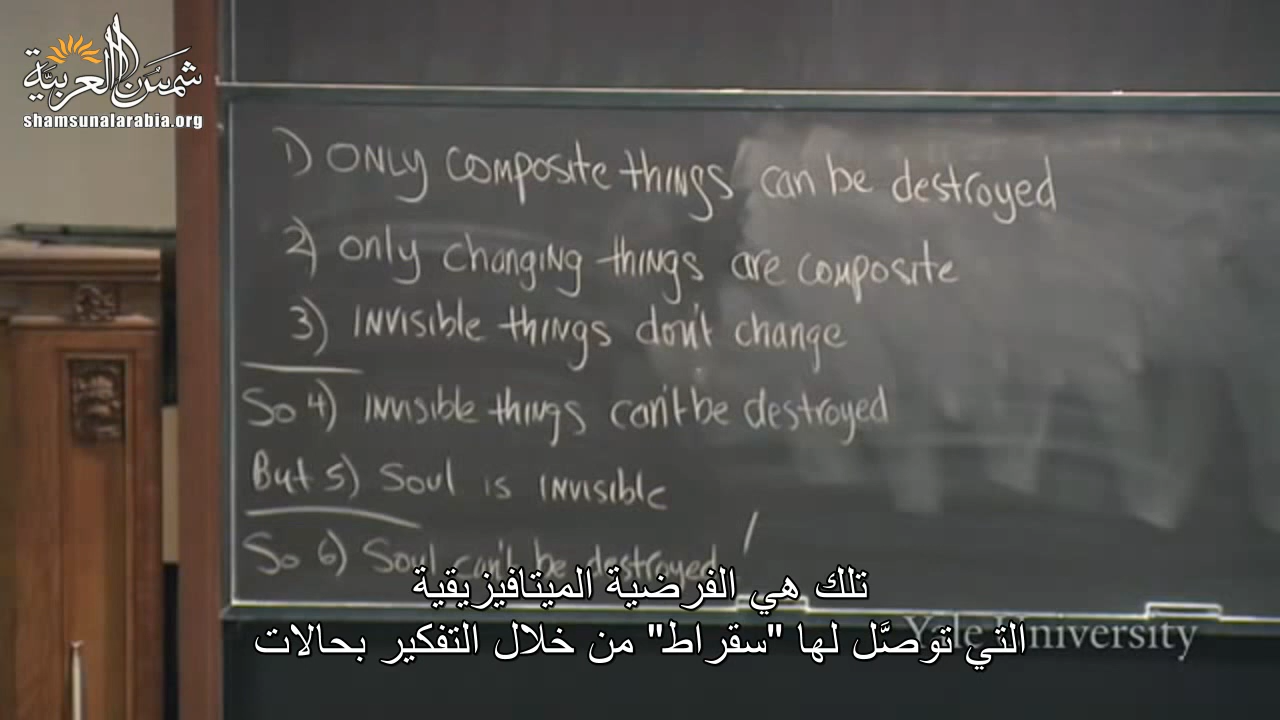 شمس العربية
shamsunalarabia.org
1) ONLY composite things can be destroyed
2) only changing things are composite
3) invisible things don't change
So 4) invisible things can't be destroyed
But 5) Soul is invisible
So 6) Soul can't be destroyed
تلك هي الفرضية الميتافيزيقية
التي توصَّل لها "سقراط" من خلال التفكير بحالات
Yale University